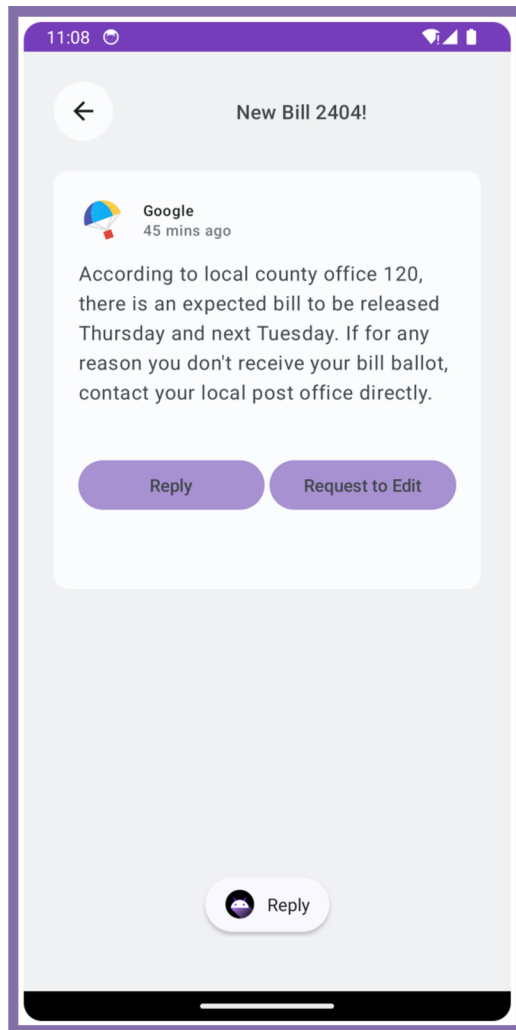 11:08
New Bill 2404!
Google
45 mins ago
According to local county office 120,
there is an expected bill to be released
Thursday and next Tuesday. If for any
reason you don't receive your bill ballot,
contact your local post office directly.
Reply
Request to Edit
Reply